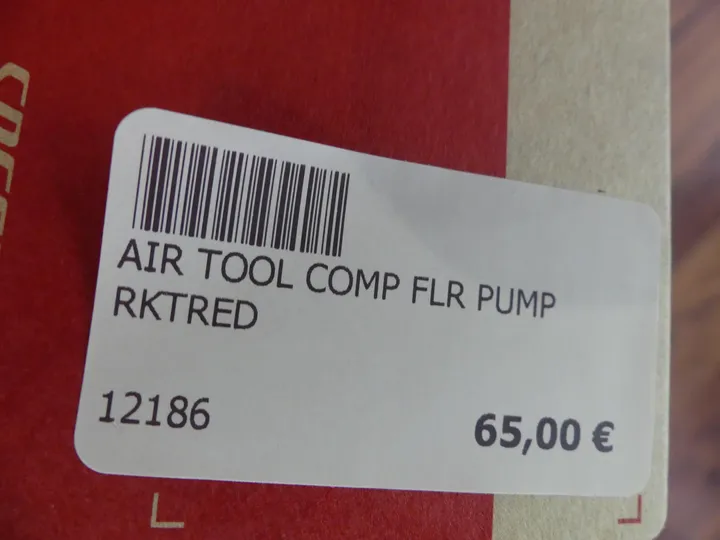 AIR TOOL COMP FLR PUMP
RKTRED
12186
65,00 €